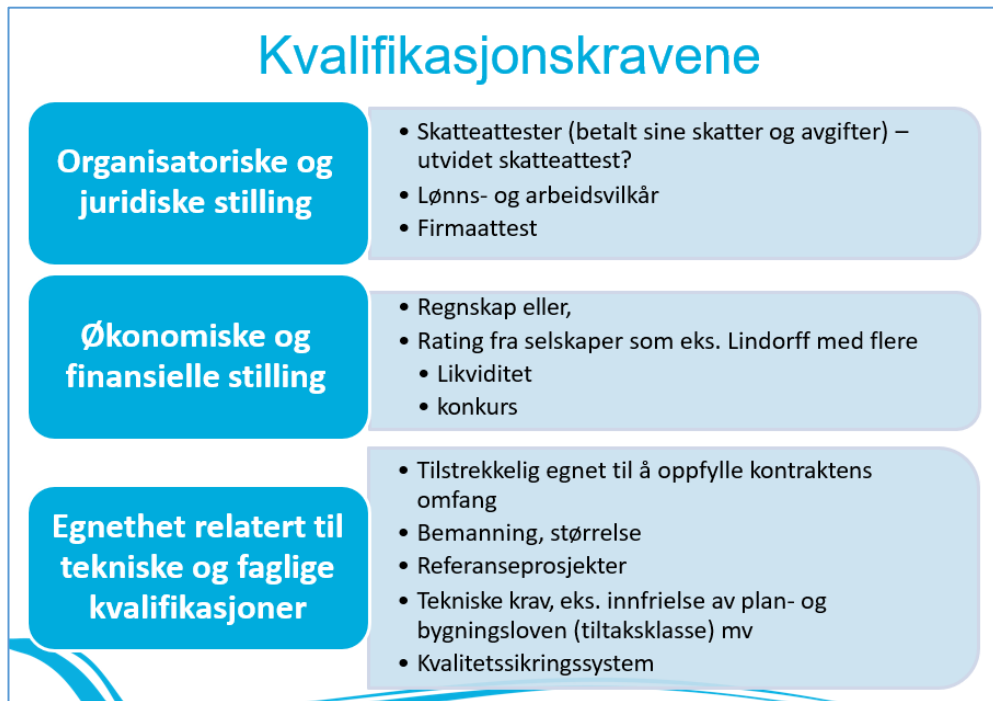 Kvalifikasjonskravene
Organisatoriske og
juridiske stilling
• Skatteattester (betalt sine skatter og avgifter) –
utvidet skatteattest?
• Lønns- og arbeidsvilkår
• Firmaattest
Økonomiske og
finansielle stilling
• Regnskap eller,
• Rating fra selskaper som eks. Lindorff med flere
• Likviditet
• konkurs
Egnethet relatert til
tekniske og faglige
kvalifikasjoner
• Tilstrekkelig egnet til å oppfylle kontraktens
omfang
• Bemanning, størrelse
• Referanseprosjekter
• Tekniske krav, eks. innfrielse av plan- og
bygningsloven (tiltaksklasse) mv
• Kvalitetssikringssystem